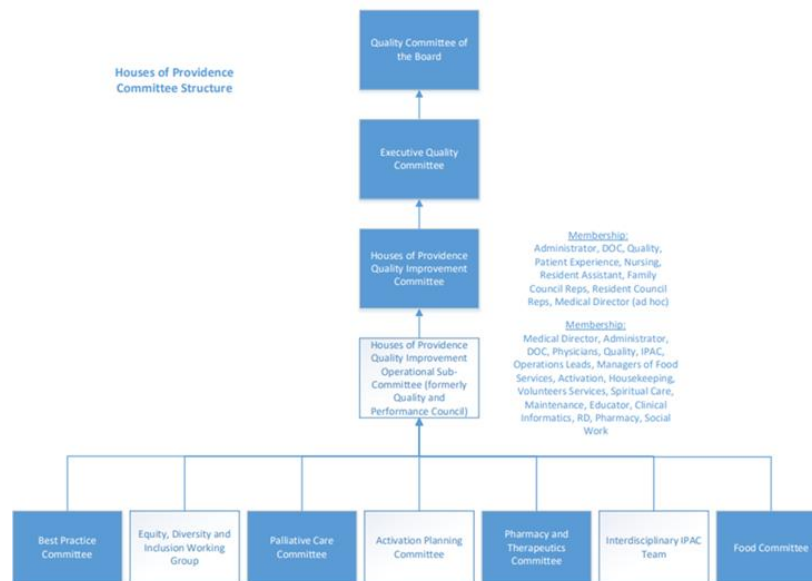 Quality Committee of
the Board
Houses of Providence
Committee Structure
Executive Quality
Committee
Houses of Providence
Quality Improvement
Committee
Membership:
Administrator, DOC, Quality,
Patient Experience, Nursing,
Resident Assistant, Family
Council Reps, Resident Council
Reps, Medical Director (ad hoc)
Houses of Providence
Quality Improvement
Operational Sub-
Committee (formerly
Quality and
Performance Council)
Membership:
Medical Director, Administrator,
DOC, Physicians, Quality, IPAC,
Operations Leads, Managers of Food
Services, Activation, Housekeeping,
Volunteers Services, Spiritual Care,
Maintenance, Educator, Clinical
Informatics, RD, Pharmacy, Social
Work
Best Practice
Committee
Equity, Diversity and
Inclusion Working
Group
Palliative Care
Committee
Activation Planning
Committee
Pharmacy and
Therapeutics
Committee
Interdisciplinary IPAC
Team
Food Committee